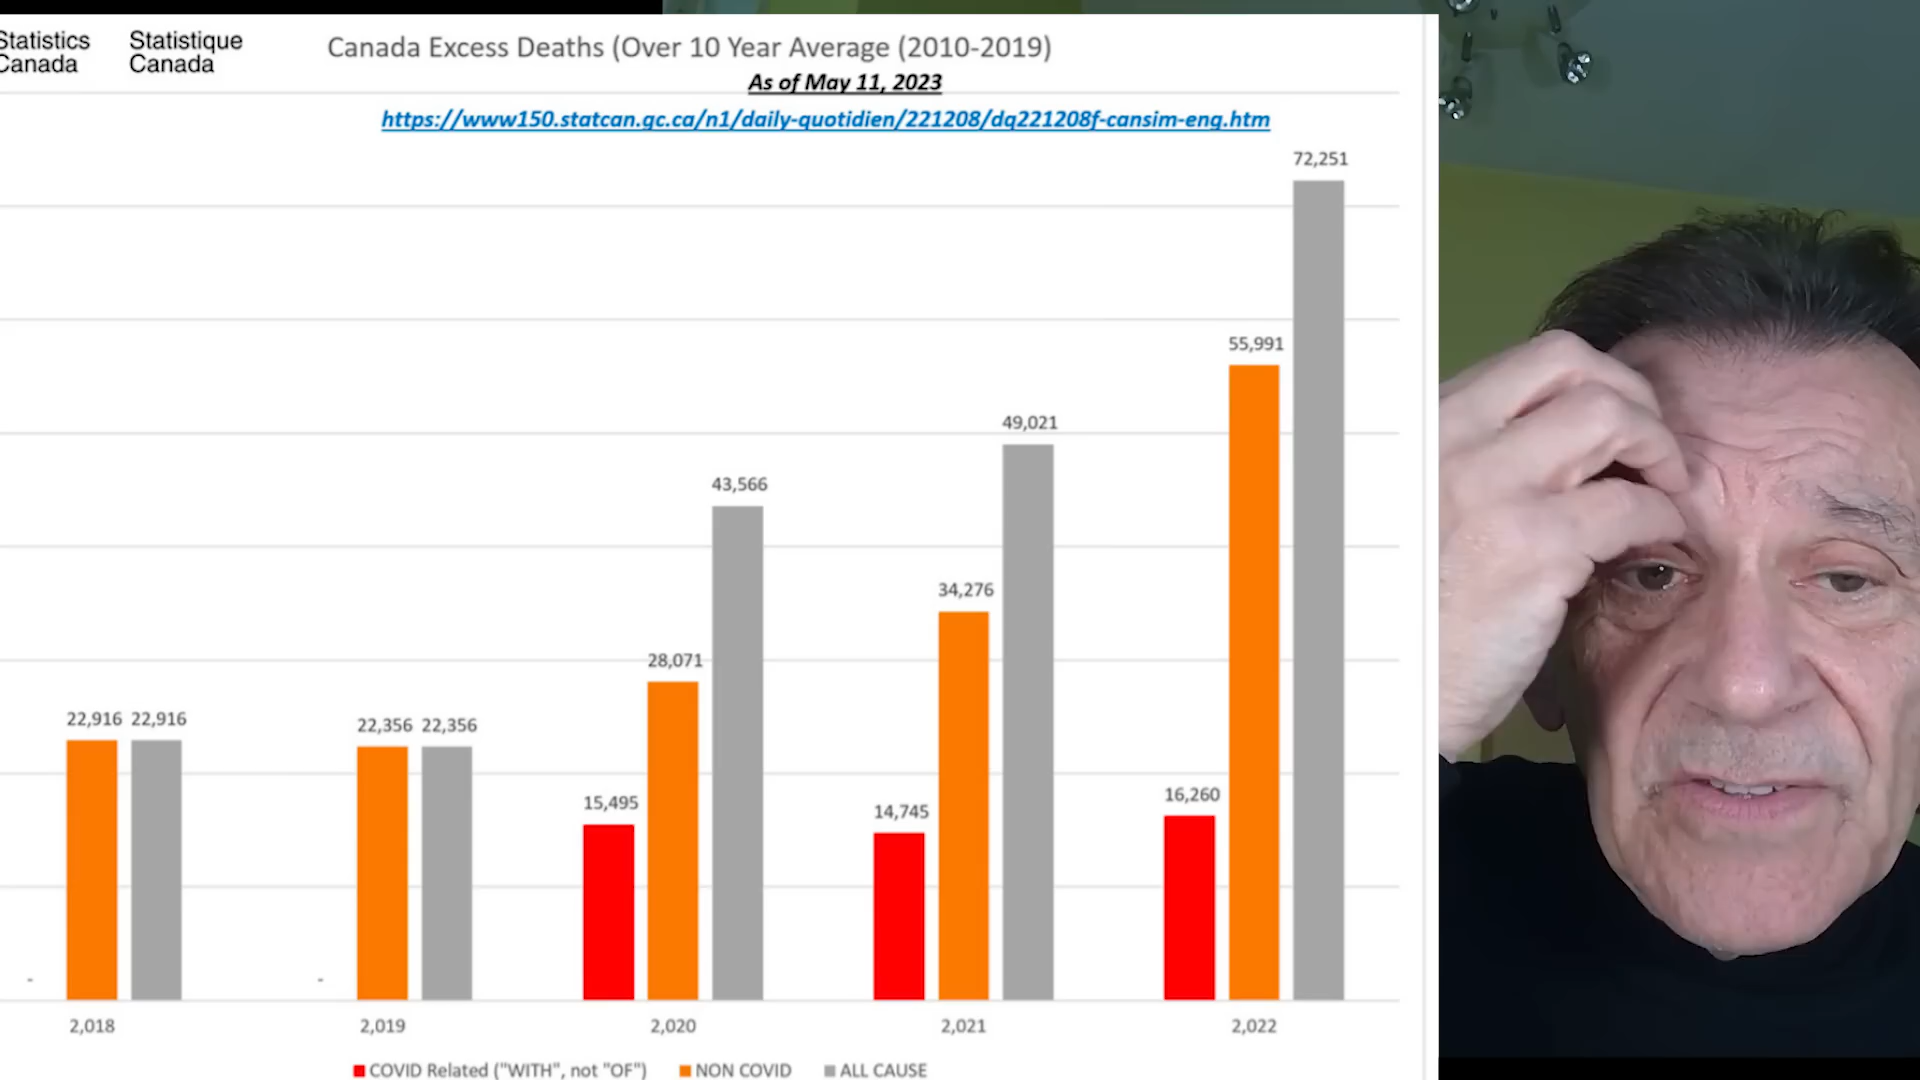 Statistics Statistique
Canada Canada
Canada Excess Deaths (Over 10 Year Average (2010-2019)
As of May 11, 2023
https://www150.statcan.gc.ca/n1/daily-quotidien/221208/dq221208f-cansim-eng.htm
72,251
55,991
49,021
43,566
34,276
28,071
22,916 22,916 22,356 22,356
15,495 14,745 16,260
- -
2,018 2,019 2,020 2,021 2,022
COVID Related ("WITH", not "OF") NON COVID ALL CAUSE